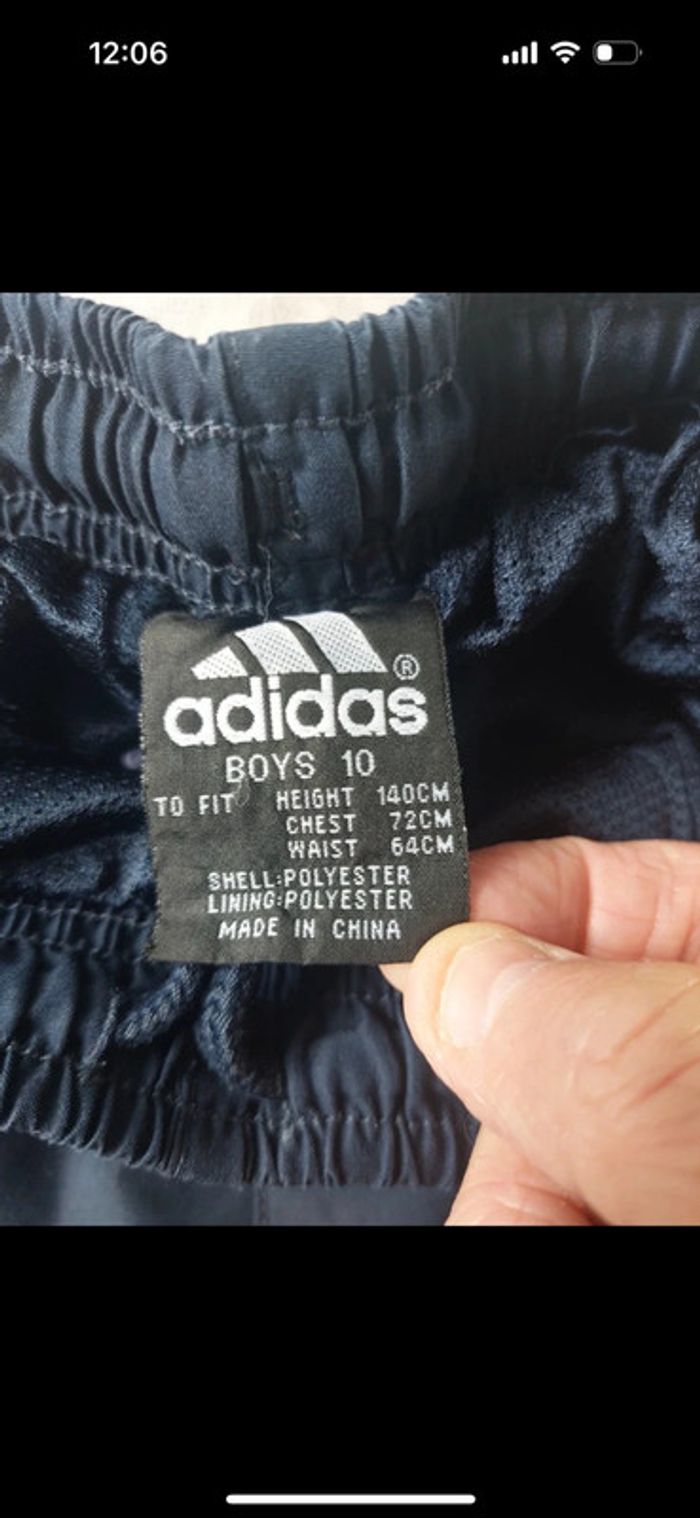 12:06
adidas®
BOYS 10
TO FIT HEIGHT 140CM
CHEST 72CM
WAIST 64CM
SHELL:POLYESTER
LINING:POLYESTER
MADE IN CHINA